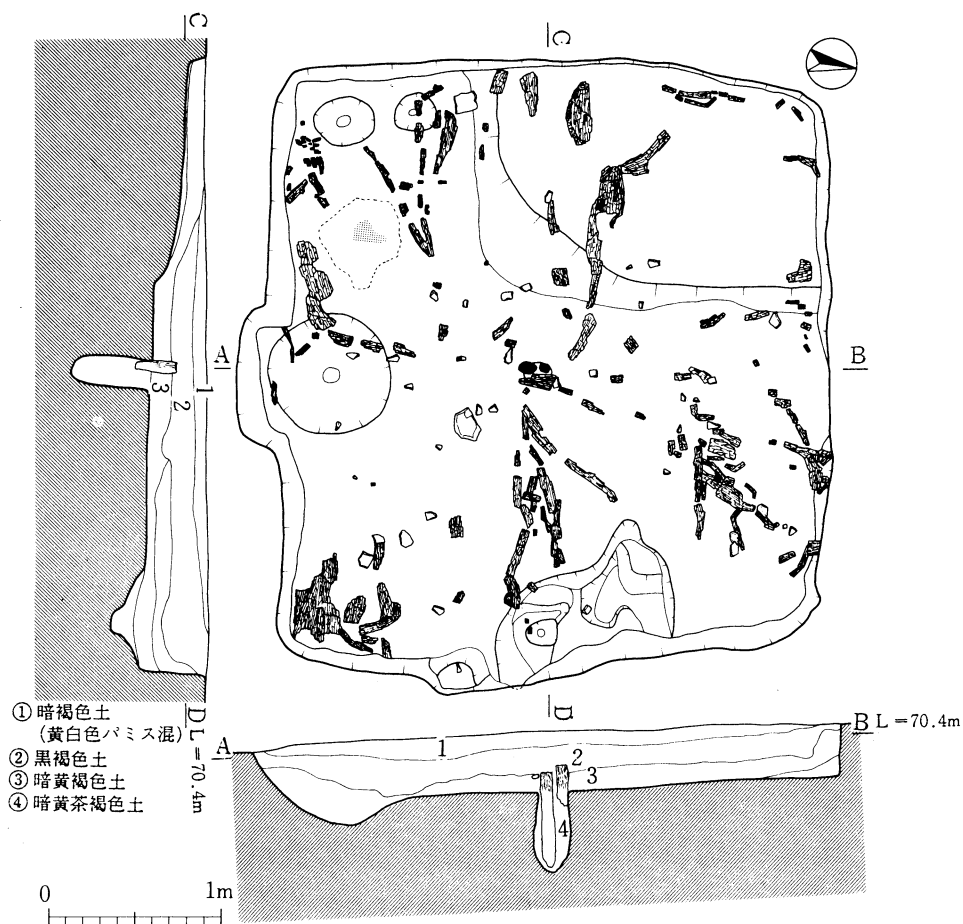 C
C
A
B
3
2
1
① 暗褐色土
(黄白色パミス混)
② 黒褐色土
③ 暗黄褐色土
④ 暗黄茶褐色土
D L=70.4m
D
A
B L=70.4m
1
2
3
4
0 1m